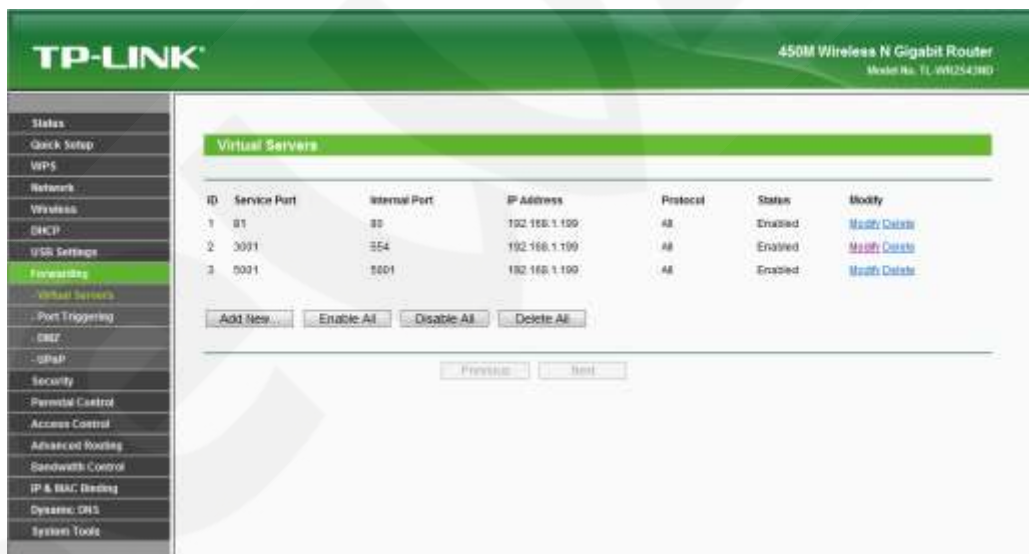 TP-LINK
450M Wireless N Gigabit Router
Model No. TL-WR2543ND
Status
Quick Setup
WPS
Network
Wireless
DHCP
USB Settings
Forwarding
- Virtual Servers
- Port Triggering
- DMZ
- UPnP
Security
Parental Control
Access Control
Advanced Routing
Bandwidth Control
IP & MAC Binding
Dynamic DNS
System Tools
Virtual Servers
ID Service Port Internal Port IP Address Protocol Status Modify
1 81 80 192.168.1.199 All Enabled Modify Delete
2 3001 554 192.168.1.199 All Enabled Modify Delete
3 5001 5001 192.168.1.199 All Enabled Modify Delete
Add New... Enable All Disable All Delete All
Previous Next